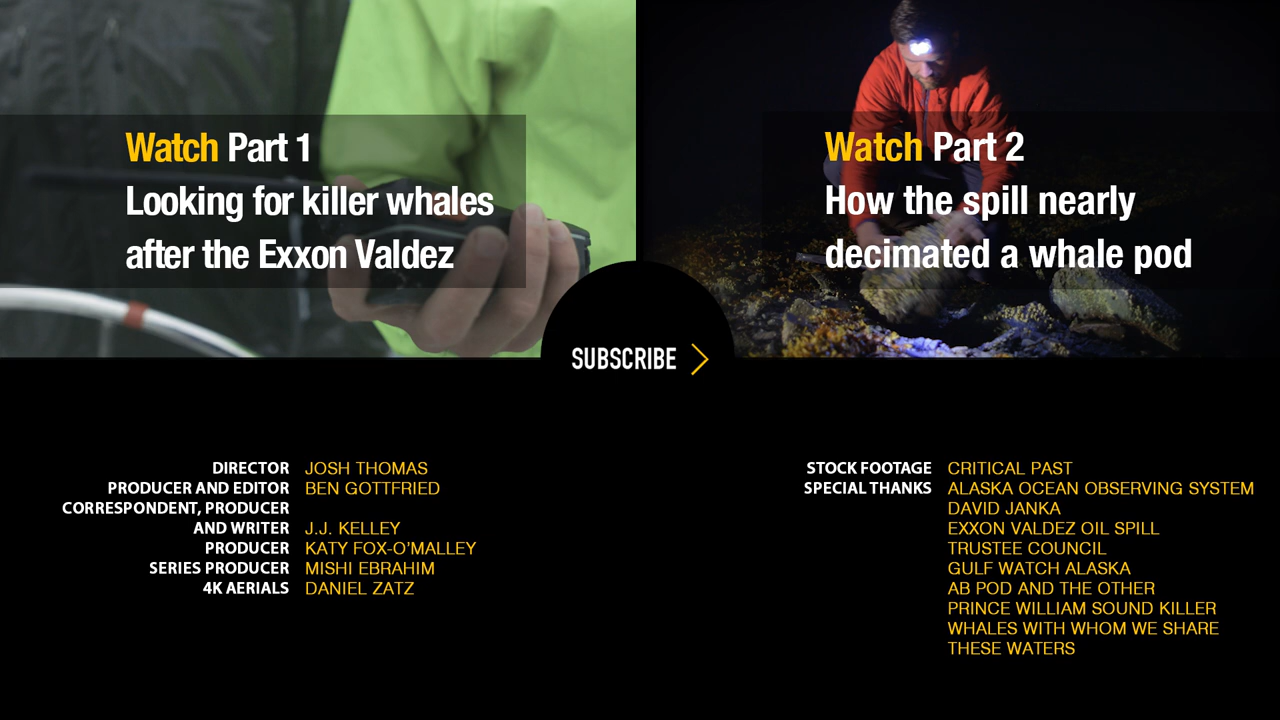 Watch Part 1
Looking for killer whales
after the Exxon Valdez
Watch Part 2
How the spill nearly
decimated a whale pod
SUBSCRIBE
DIRECTOR JOSH THOMAS
PRODUCER AND EDITOR BEN GOTTFRIED
CORRESPONDENT, PRODUCER
AND WRITER J.J. KELLEY
PRODUCER KATY FOX-O'MALLEY
SERIES PRODUCER MISHI EBRAHIM
4K AERIALS DANIEL ZATZ
STOCK FOOTAGE CRITICAL PAST
SPECIAL THANKS ALASKA OCEAN OBSERVING SYSTEM
DAVID JANKA
EXXON VALDEZ OIL SPILL
TRUSTEE COUNCIL
GULF WATCH ALASKA
AB POD AND THE OTHER
PRINCE WILLIAM SOUND KILLER
WHALES WITH WHOM WE SHARE
THESE WATERS